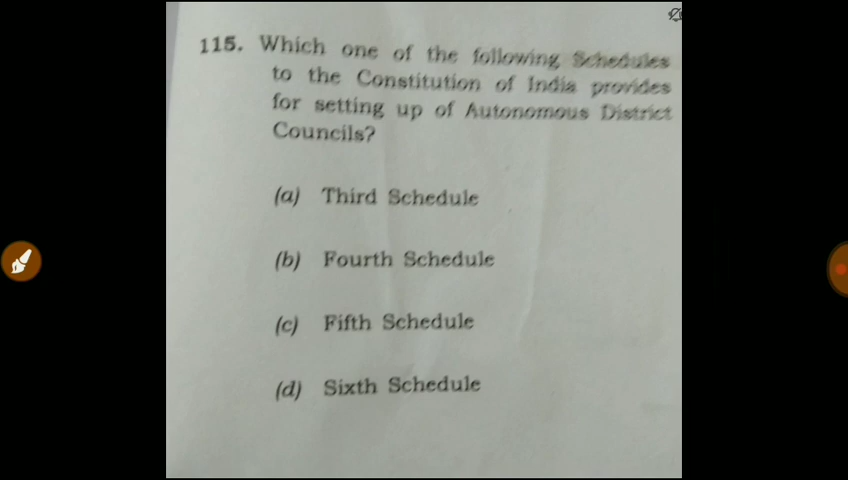 115. Which one of the following Schedules
to the Constitution of India provides
for setting up of Autonomous District
Councils?
(a) Third Schedule
(b) Fourth Schedule
(c) Fifth Schedule
(d) Sixth Schedule